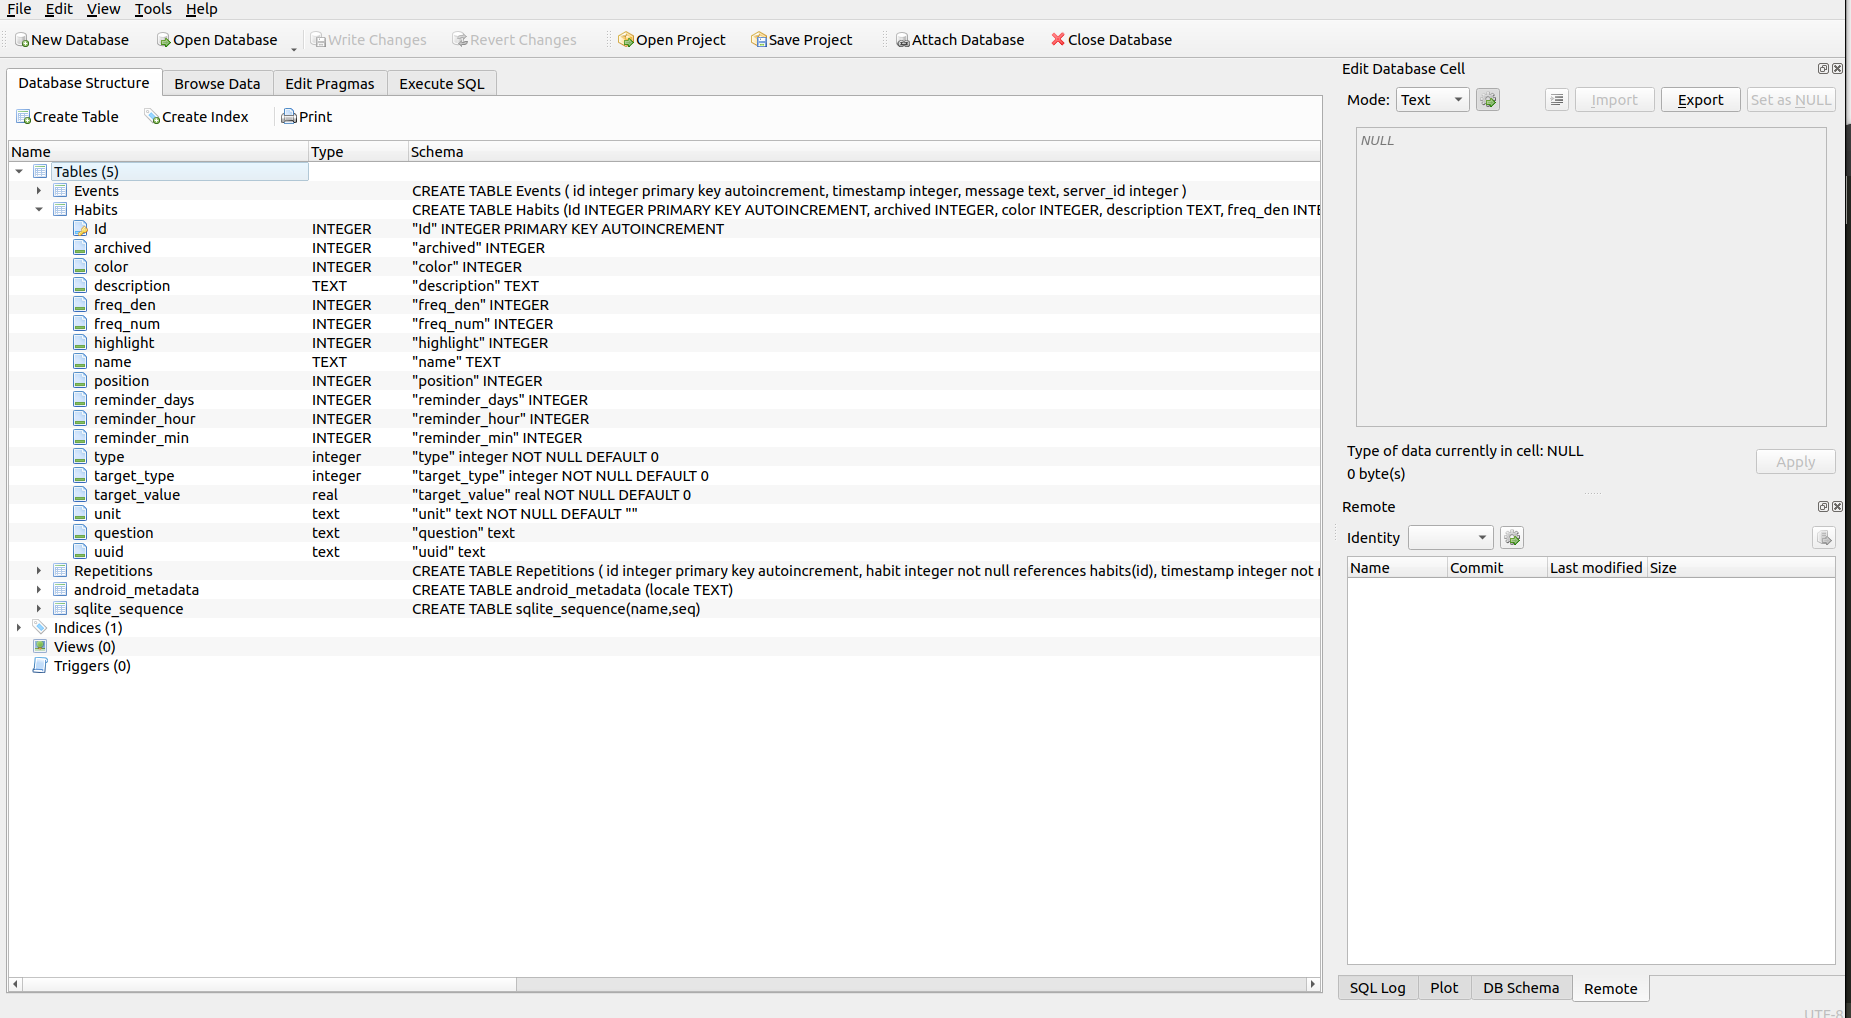 File Edit View Tools Help
New Database Open Database Write Changes Revert Changes Open Project Save Project Attach Database Close Database
Database Structure Browse Data Edit Pragmas Execute SQL
Create Table Create Index Print
Name Type Schema
Tables (5)
Events CREATE TABLE Events ( id integer primary key autoincrement, timestamp integer, message text, server_id integer )
Habits CREATE TABLE Habits (Id INTEGER PRIMARY KEY AUTOINCREMENT, archived INTEGER, color INTEGER, description TEXT, freq_den INTE
Id INTEGER "Id" INTEGER PRIMARY KEY AUTOINCREMENT
archived INTEGER "archived" INTEGER
color INTEGER "color" INTEGER
description TEXT "description" TEXT
freq_den INTEGER "freq_den" INTEGER
freq_num INTEGER "freq_num" INTEGER
highlight INTEGER "highlight" INTEGER
name TEXT "name" TEXT
position INTEGER "position" INTEGER
reminder_days INTEGER "reminder_days" INTEGER
reminder_hour INTEGER "reminder_hour" INTEGER
reminder_min INTEGER "reminder_min" INTEGER
type integer "type" integer NOT NULL DEFAULT 0
target_type integer "target_type" integer NOT NULL DEFAULT 0
target_value real "target_value" real NOT NULL DEFAULT 0
unit text "unit" text NOT NULL DEFAULT ""
question text "question" text
uuid text "uuid" text
Repetitions CREATE TABLE Repetitions ( id integer primary key autoincrement, habit integer not null references habits(id), timestamp integer not
android_metadata CREATE TABLE android_metadata (locale TEXT)
sqlite_sequence CREATE TABLE sqlite_sequence(name,seq)
Indices (1)
Views (0)
Triggers (0)
Edit Database Cell
Mode: Text Import Export Set as NULL
NULL
Type of data currently in cell: NULL
0 byte(s)
Apply
Remote
Identity
Name Commit Last modified Size
SQL Log Plot DB Schema Remote
UTF-8